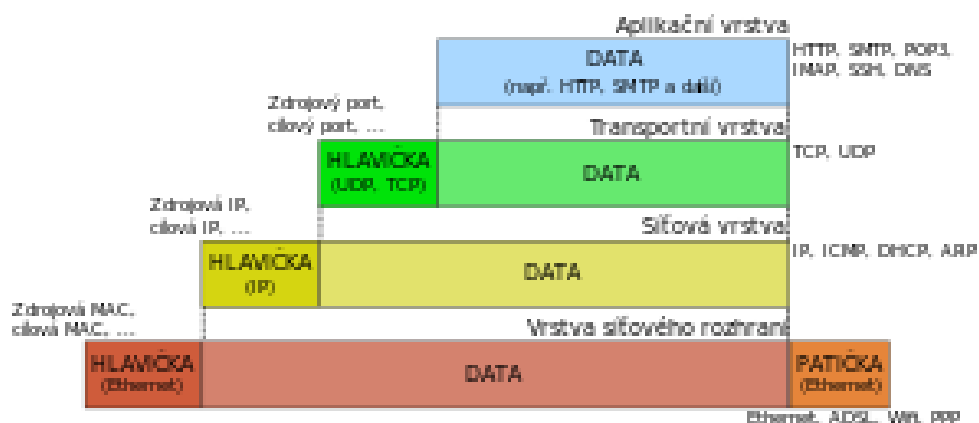 Aplikační vrstva
DATA
(např. HTTP, SMTP a další)
HTTP, SMTP, POP3,
IMAP, SSH, DNS
Zdrojový port,
cílový port, ...
Transportní vrstva
HLAVIČKA
(UDP, TCP)
DATA
TCP, UDP
Zdrojová IP,
cílová IP, ...
Síťová vrstva
HLAVIČKA
(IP)
DATA
IP, ICMP, DHCP, ARP
Zdrojová MAC,
cílová MAC, ...
Vrstva síťového rozhraní
HLAVIČKA
(Ethernet)
DATA
PATIČKA
(Ethernet)
Ethernet, ADSL, Wifi, PPP